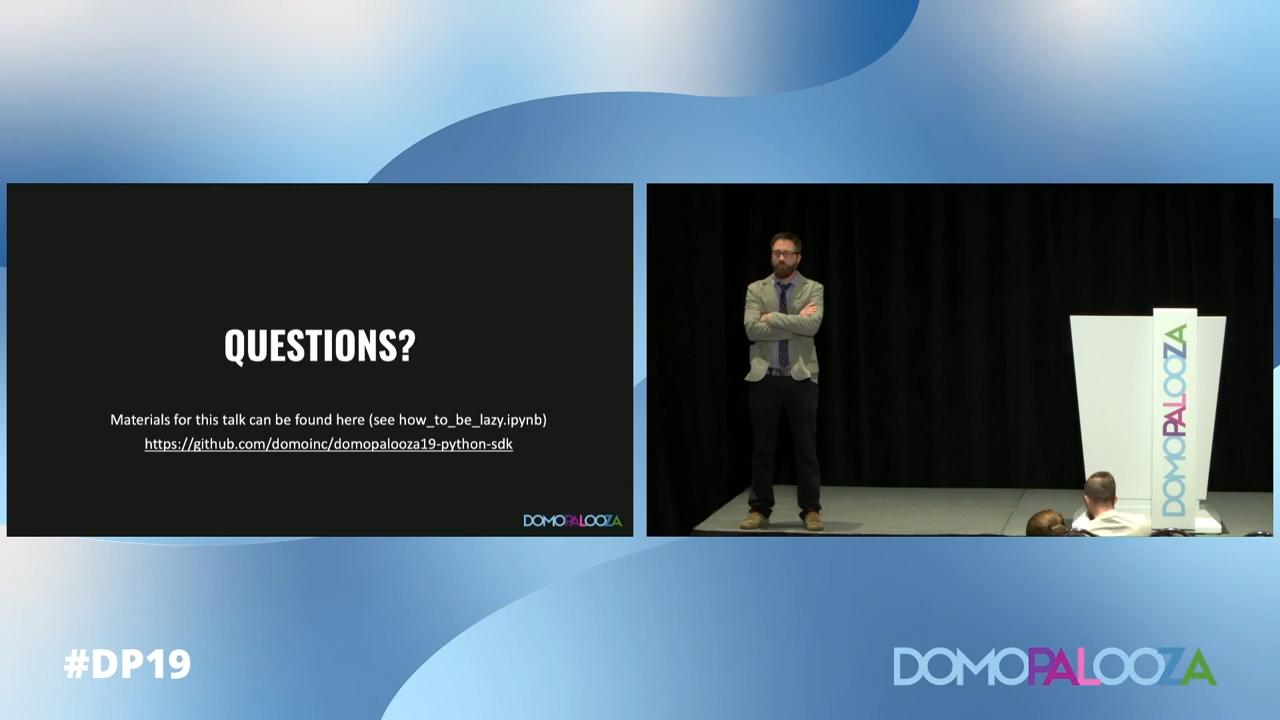 QUESTIONS?
Materials for this talk can be found here (see how_to_be_lazy.ipynb)
https://github.com/domoinc/domopalooza19-python-sdk
DOMOPALOOZA
DOMOPALOOZA
#DP19
DOMOPALOOZA